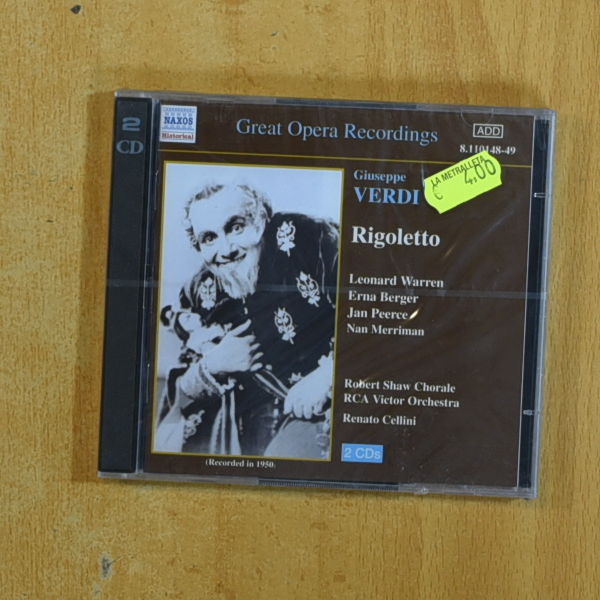 2
CD
NAXOS
Historical
Great Opera Recordings
ADD
8.110148-49
Giuseppe
VERDI
LA METRALLETA
€ 4,00
Rigoletto
Leonard Warren
Erna Berger
Jan Peerce
Nan Merriman
Robert Shaw Chorale
RCA Victor Orchestra
Renato Cellini
2 CDs
(Recorded in 1950)